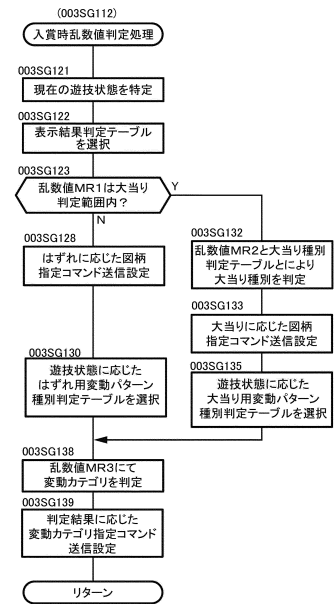 (003SG112)
入賞時乱数値判定処理
003SG121
現在の遊技状態を特定
003SG122
表示結果判定テーブル
を選択
003SG123
乱数値MR1は大当り
判定範囲内?
Y
N
003SG128
はずれに応じた図柄
指定コマンド送信設定
003SG132
乱数値MR2と大当り種別
判定テーブルとにより
大当り種別を判定
003SG133
大当りに応じた図柄
指定コマンド送信設定
003SG130
遊技状態に応じた
はずれ用変動パターン
種別判定テーブルを選択
003SG135
遊技状態に応じた
大当り用変動パターン
種別判定テーブルを選択
003SG138
乱数値MR3にて
変動カテゴリを判定
003SG139
判定結果に応じた
変動カテゴリ指定コマンド
送信設定
リターン